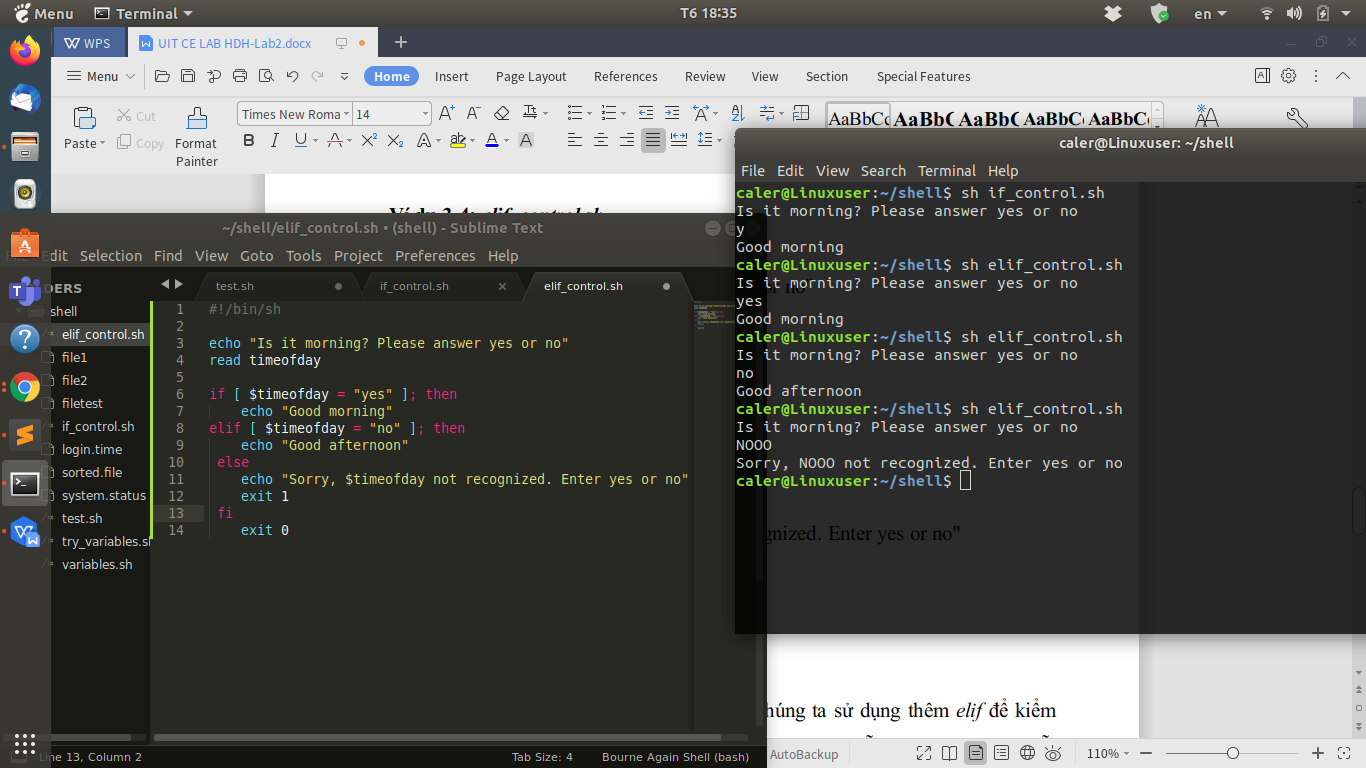 Menu Terminal T6 18:35 en
WPS UIT CE LAB HDH-Lab2.docx
Menu Home Insert Page Layout References Review View Section Special Features
Paste Cut Copy Format Painter
Times New Roma 14
AaBbCc AaBbC AaBbC AaBbC AaBbC
caler@Linuxuser: ~/shell
File Edit View Search Terminal Help
caler@Linuxuser:~/shell$ sh if_control.sh
Is it morning? Please answer yes or no
y
Good morning
caler@Linuxuser:~/shell$ sh elif_control.sh
Is it morning? Please answer yes or no
yes
Good morning
caler@Linuxuser:~/shell$ sh elif_control.sh
Is it morning? Please answer yes or no
no
Good afternoon
caler@Linuxuser:~/shell$ sh elif_control.sh
Is it morning? Please answer yes or no
NOOO
Sorry, NOOO not recognized. Enter yes or no
caler@Linuxuser:~/shell$
~/shell/elif_control.sh • (shell) - Sublime Text
Edit Selection Find View Goto Tools Project Preferences Help
DERS
shell
elif_control.sh
file1
file2
filetest
if_control.sh
login.time
sorted.file
system.status
test.sh
try_variables.sh
variables.sh
test.sh if_control.sh elif_control.sh
1 #!/bin/sh
2
3 echo "Is it morning? Please answer yes or no"
4 read timeofday
5
6 if [ $timeofday = "yes" ]; then
7 echo "Good morning"
8 elif [ $timeofday = "no" ]; then
9 echo "Good afternoon"
10 else
11 echo "Sorry, $timeofday not recognized. Enter yes or no"
12 exit 1
13 fi
14 exit 0
gnized. Enter yes or no"
húng ta sử dụng thêm elif để kiểm
Line 13, Column 2 Tab Size: 4 Bourne Again Shell (bash)
AutoBackup 110%